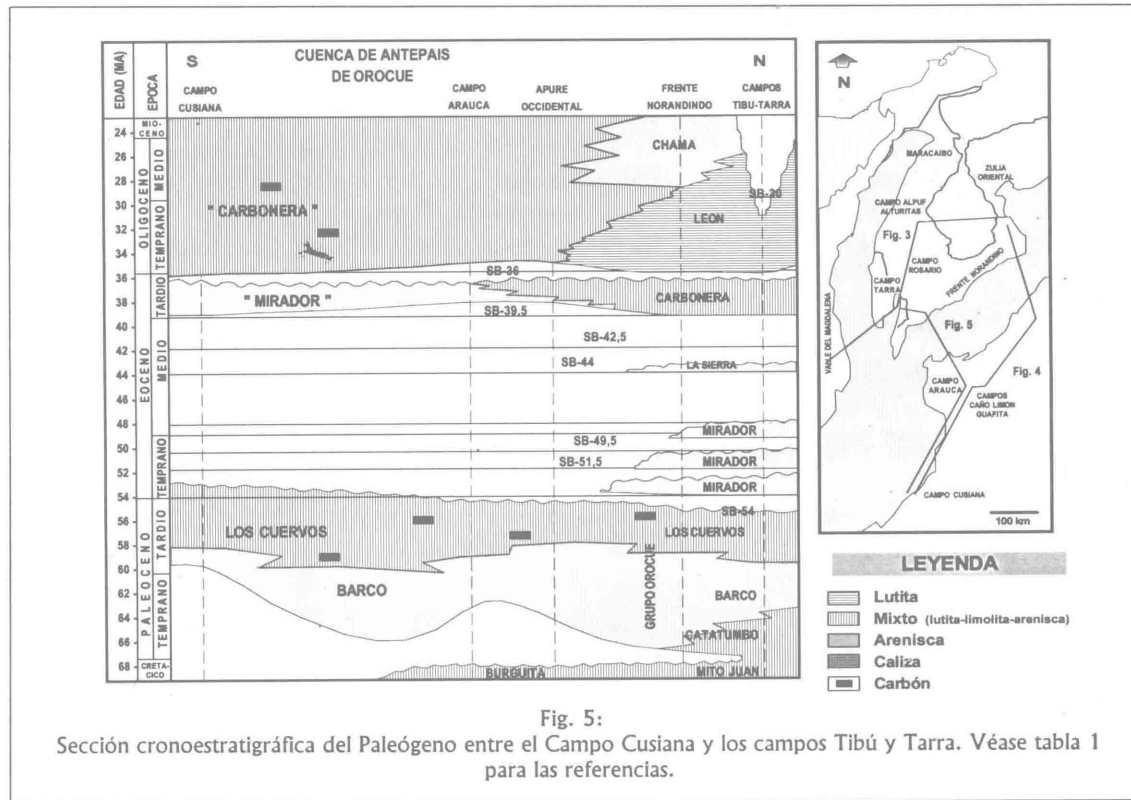 EDAD (MA)
EPOCA
S
CUENCA DE ANTEPAIS
DE OROCUE
N
CAMPO
CUSIANA
CAMPO
ARAUCA
APURE
OCCIDENTAL
FRENTE
NORANDINDO
CAMPOS
TIBU-TARRA
24
26
28
30
32
34
36
38
40
42
44
46
48
50
52
54
56
58
60
62
64
66
68
MIO-
CENO
OLIGOCENO
MEDIO
TEMPRANO
EOCENO
TARDIO
MEDIO
TEMPRANO
PALEOCENO
TARDIO
TEMPRANO
CRETA-
CICO
CHAMA
SB-30
" CARBONERA "
LEON
SB-36
" MIRADOR "
CARBONERA
SB-39,5
SB-42,5
SB-44
LA SIERRA
MIRADOR
SB-49,5
SB-51,5
MIRADOR
MIRADOR
SB-54
LOS CUERVOS
LOS CUERVOS
BARCO
GRUPO OROCUE
BARCO
CATATUMBO
BURGUITA
MITO JUAN
N
MARACAIBO
ZULIA
ORIENTAL
CAMPO ALPUF
ALTURITAS
Fig. 3
CAMPO
ROSARIO
FRENTE NORANDINO
CAMPO
TARRA
VALLE DEL MAGDALENA
Fig. 5
Fig. 4
CAMPO
ARAUCA
CAMPOS
CAÑO LIMON
GUAFITA
CAMPO CUSIANA
100 km
LEYENDA
Lutita
Mixto (lutita-limolita-arenisca)
Arenisca
Caliza
Carbón
Fig. 5:
Sección cronoestratigráfica del Paleógeno entre el Campo Cusiana y los campos Tibú y Tarra. Véase tabla 1
para las referencias.